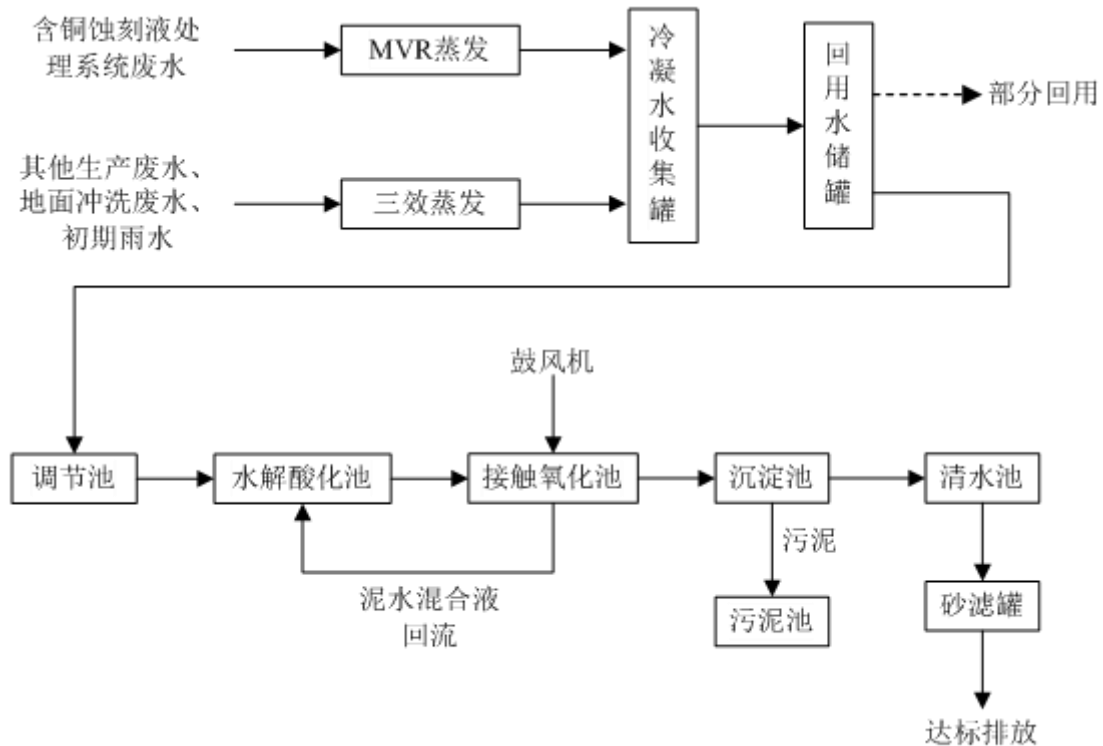 含铜蚀刻液处
理系统废水
MVR蒸发
冷凝水收集罐
回用水储罐
部分回用
其他生产废水、
地面冲洗废水、
初期雨水
三效蒸发
鼓风机
调节池
水解酸化池
接触氧化池
沉淀池
清水池
污泥
泥水混合液
回流
污泥池
砂滤罐
达标排放